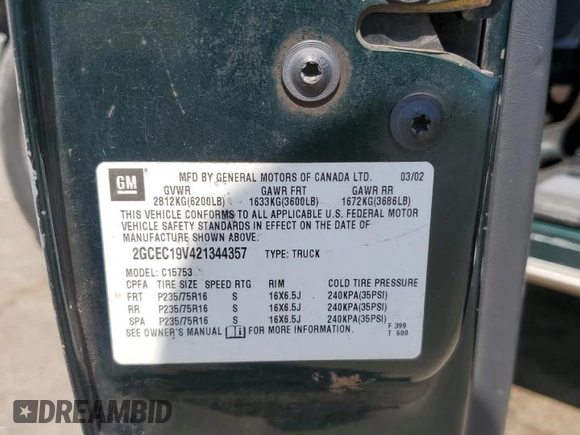 GM
MFD BY GENERAL MOTORS OF CANADA LTD. 03/02
GVWR GAWR FRT GAWR RR
2812KG(6200LB) 1633KG(3600LB) 1672KG(3686LB)
THIS VEHICLE CONFORMS TO ALL APPLICABLE U.S. FEDERAL MOTOR
VEHICLE SAFETY STANDARDS IN EFFECT ON THE DATE OF
MANUFACTURE SHOWN ABOVE.
2GCEC19V421344357 TYPE: TRUCK
MODEL: C15753
CPFA TIRE SIZE SPEED RTG RIM COLD TIRE PRESSURE
FRT P235/75R16 S 16X6.5J 240KPA(35PSI)
RR P235/75R16 S 16X6.5J 240KPA(35PSI)
SPA P235/75R16 S 16X6.5J 240KPA(35PSI)
SEE OWNER'S MANUAL FOR MORE INFORMATION.
F 399
T 600
DREAMBID